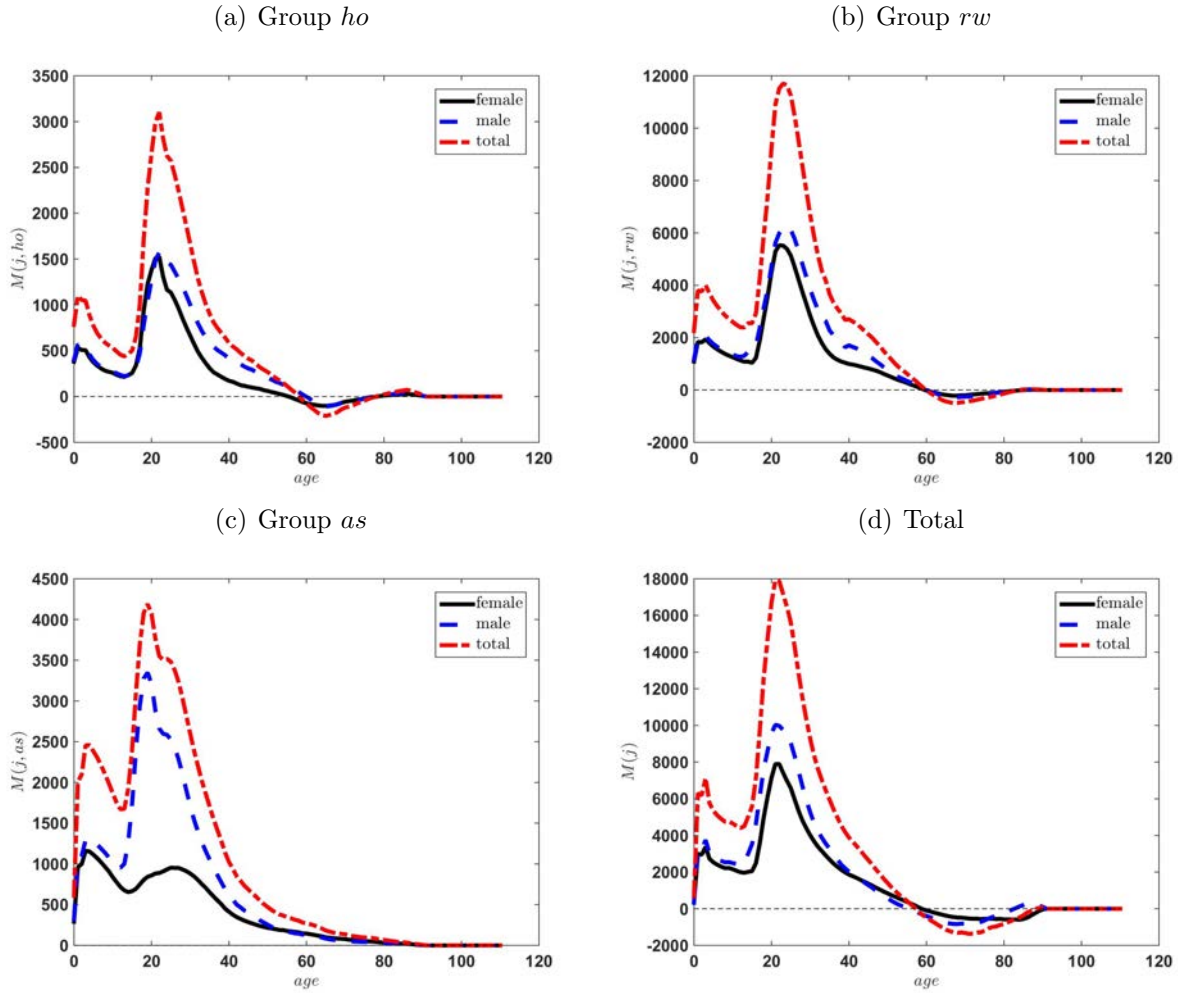 (a) Group ho
3500
3000
2500
2000
1500
1000
500
0
-500
M(j, ho)
0 20 40 60 80 100 120
age
female
male
total
(b) Group rw
12000
10000
8000
6000
4000
2000
0
-2000
M(j, rw)
0 20 40 60 80 100 120
age
female
male
total
(c) Group as
4500
4000
3500
3000
2500
2000
1500
1000
500
0
M(j, as)
0 20 40 60 80 100 120
age
female
male
total
(d) Total
18000
16000
14000
12000
10000
8000
6000
4000
2000
0
-2000
M(j)
0 20 40 60 80 100 120
age
female
male
total